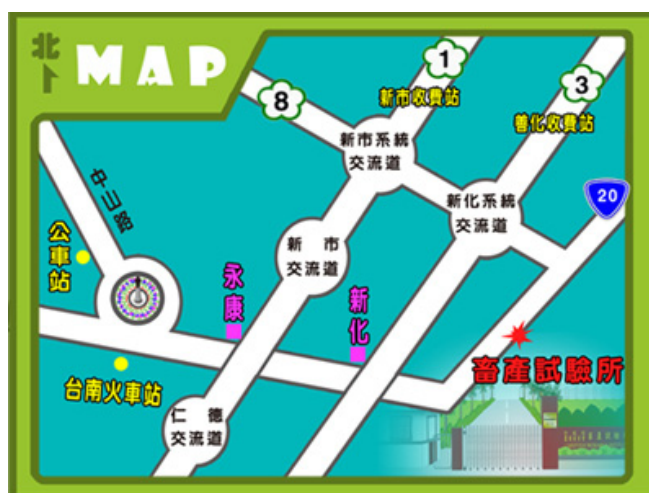 北
MAP
1
新市收費站
3
善化收費站
8
新市系統
交流道
新化系統
交流道
20
中山路
公車站
新市
交流道
永康
新化
台南火車站
畜產試驗所
仁德
交流道